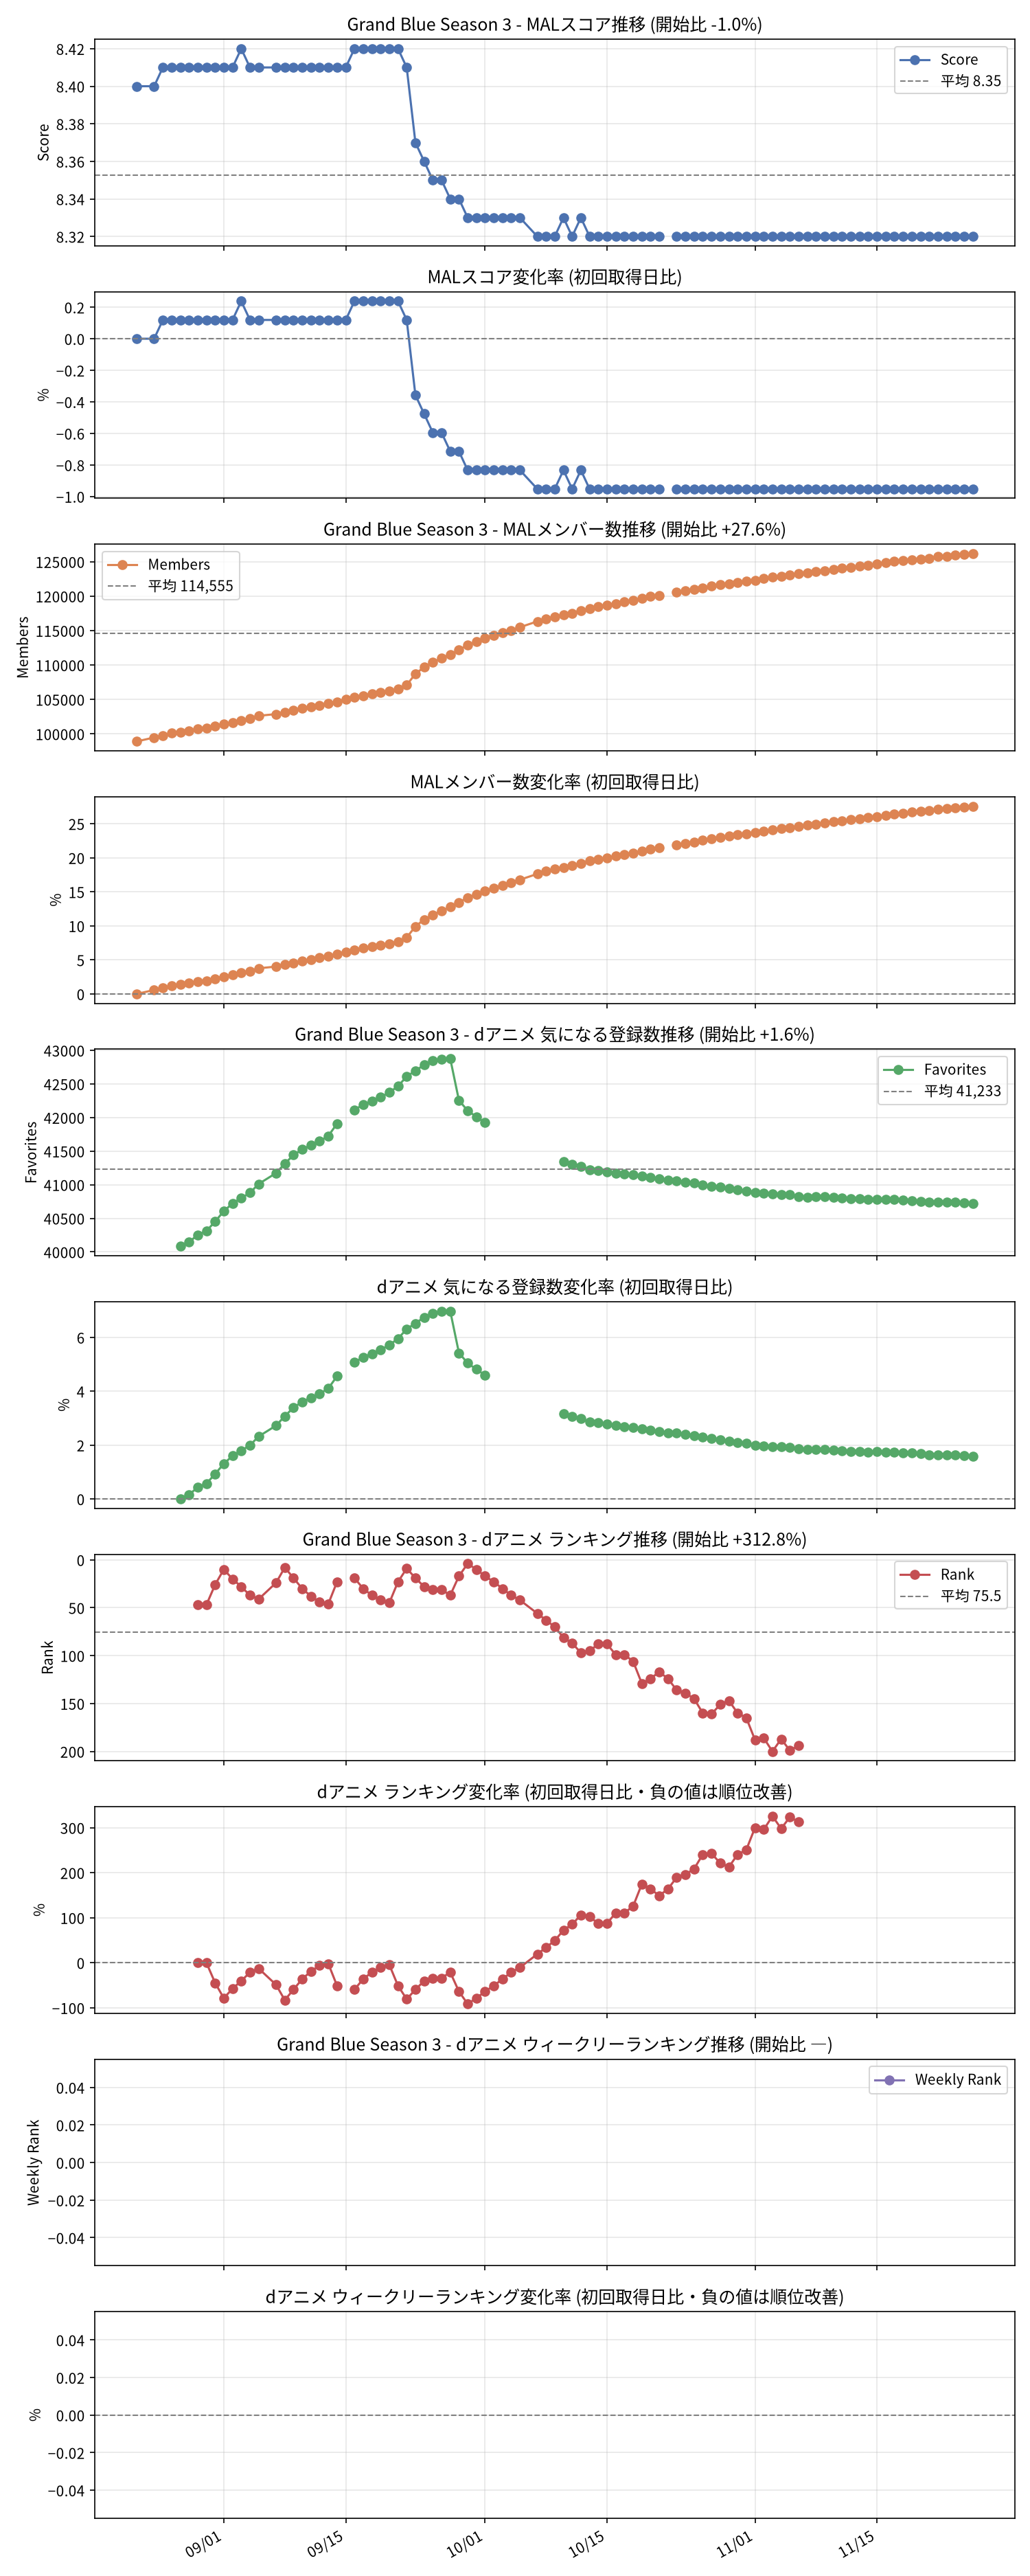 Grand Blue Season 3 - MALスコア推移 (開始比 -1.0%)
8.42
8.40
8.38
8.36
8.34
8.32
Score
Score
平均 8.35
MALスコア変化率 (初回取得日比)
0.2
0.0
−0.2
−0.4
−0.6
−0.8
−1.0
%
Grand Blue Season 3 - MALメンバー数推移 (開始比 +27.6%)
125000
120000
115000
110000
105000
100000
Members
Members
平均 114,555
MALメンバー数変化率 (初回取得日比)
25
20
15
10
5
0
%
Grand Blue Season 3 - dアニメ 気になる登録数推移 (開始比 +1.6%)
43000
42500
42000
41500
41000
40500
40000
Favorites
Favorites
平均 41,233
dアニメ 気になる登録数変化率 (初回取得日比)
6
4
2
0
%
Grand Blue Season 3 - dアニメ ランキング推移 (開始比 +312.8%)
0
50
100
150
200
Rank
Rank
平均 75.5
dアニメ ランキング変化率 (初回取得日比・負の値は順位改善)
300
200
100
0
−100
%
Grand Blue Season 3 - dアニメ ウィークリーランキング推移 (開始比 —)
0.04
0.02
0.00
−0.02
−0.04
Weekly Rank
Weekly Rank
dアニメ ウィークリーランキング変化率 (初回取得日比・負の値は順位改善)
0.04
0.02
0.00
−0.02
−0.04
%
09/01
09/15
10/01
10/15
11/01
11/15